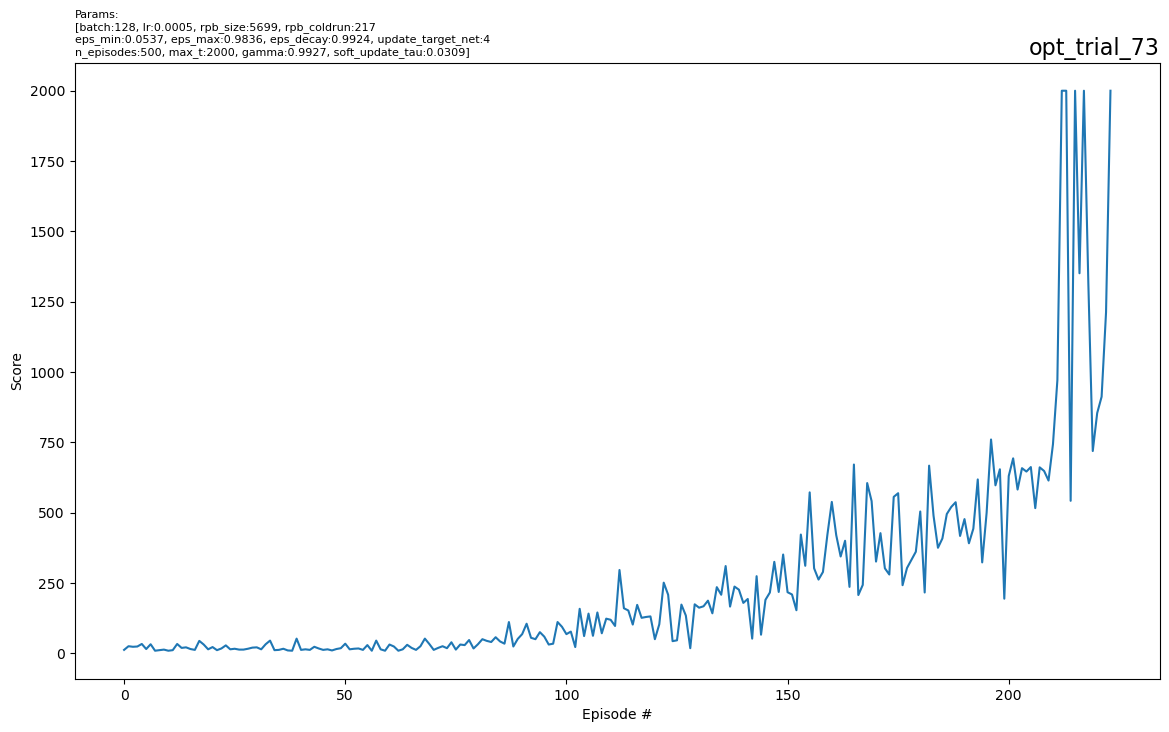 Params:
[batch:128, lr:0.0005, rpb_size:5699, rpb_coldrun:217
eps_min:0.0537, eps_max:0.9836, eps_decay:0.9924, update_target_net:4
n_episodes:500, max_t:2000, gamma:0.9927, soft_update_tau:0.0309]
opt_trial_73
2000
1750
1500
1250
1000
750
500
250
0
Score
0 50 100 150 200
Episode #